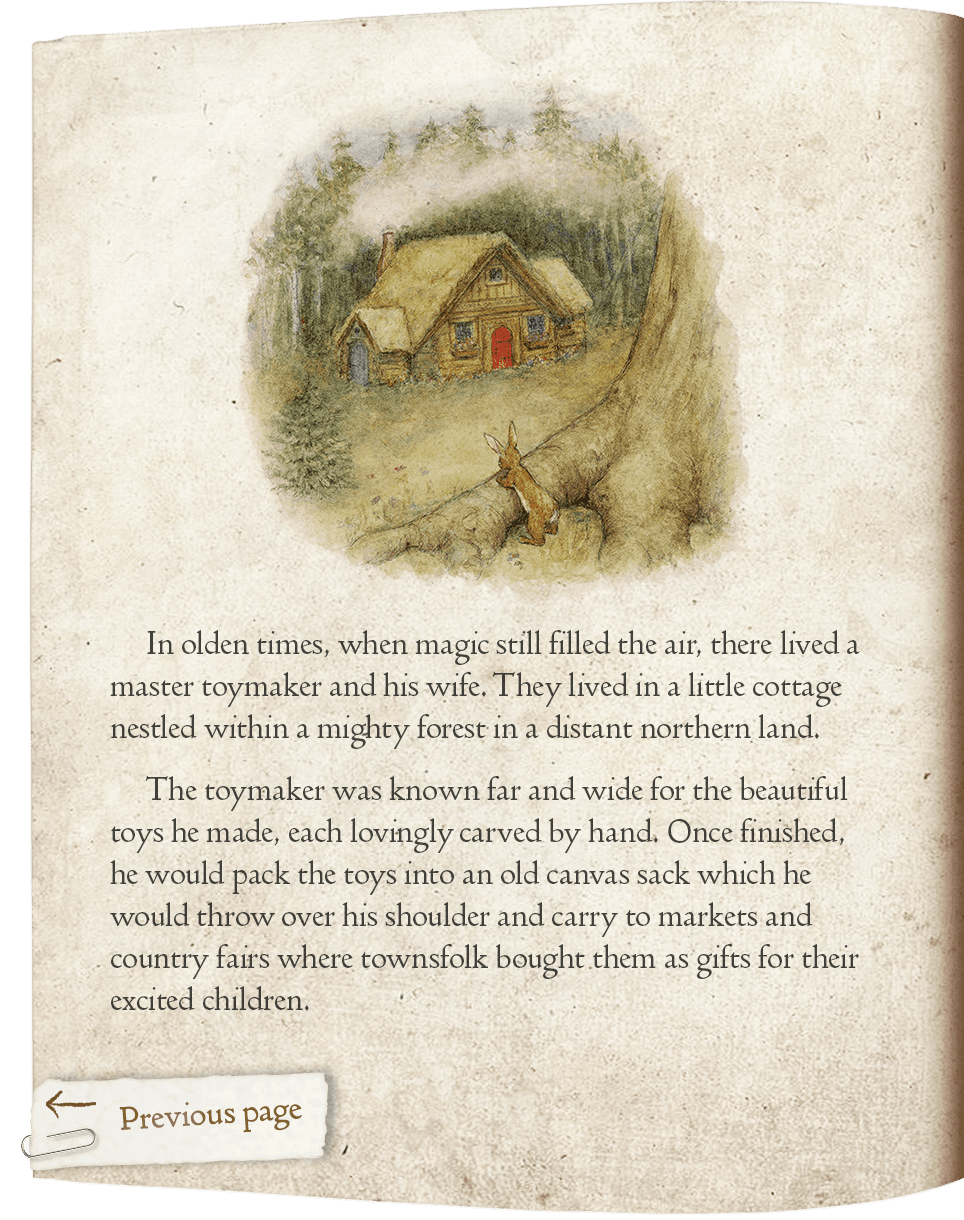 In olden times, when magic still filled the air, there lived a
master toymaker and his wife. They lived in a little cottage
nestled within a mighty forest in a distant northern land.
The toymaker was known far and wide for the beautiful
toys he made, each lovingly carved by hand. Once finished,
he would pack the toys into an old canvas sack which he
would throw over his shoulder and carry to markets and
country fairs where townsfolk bought them as gifts for their
excited children.
Previous page